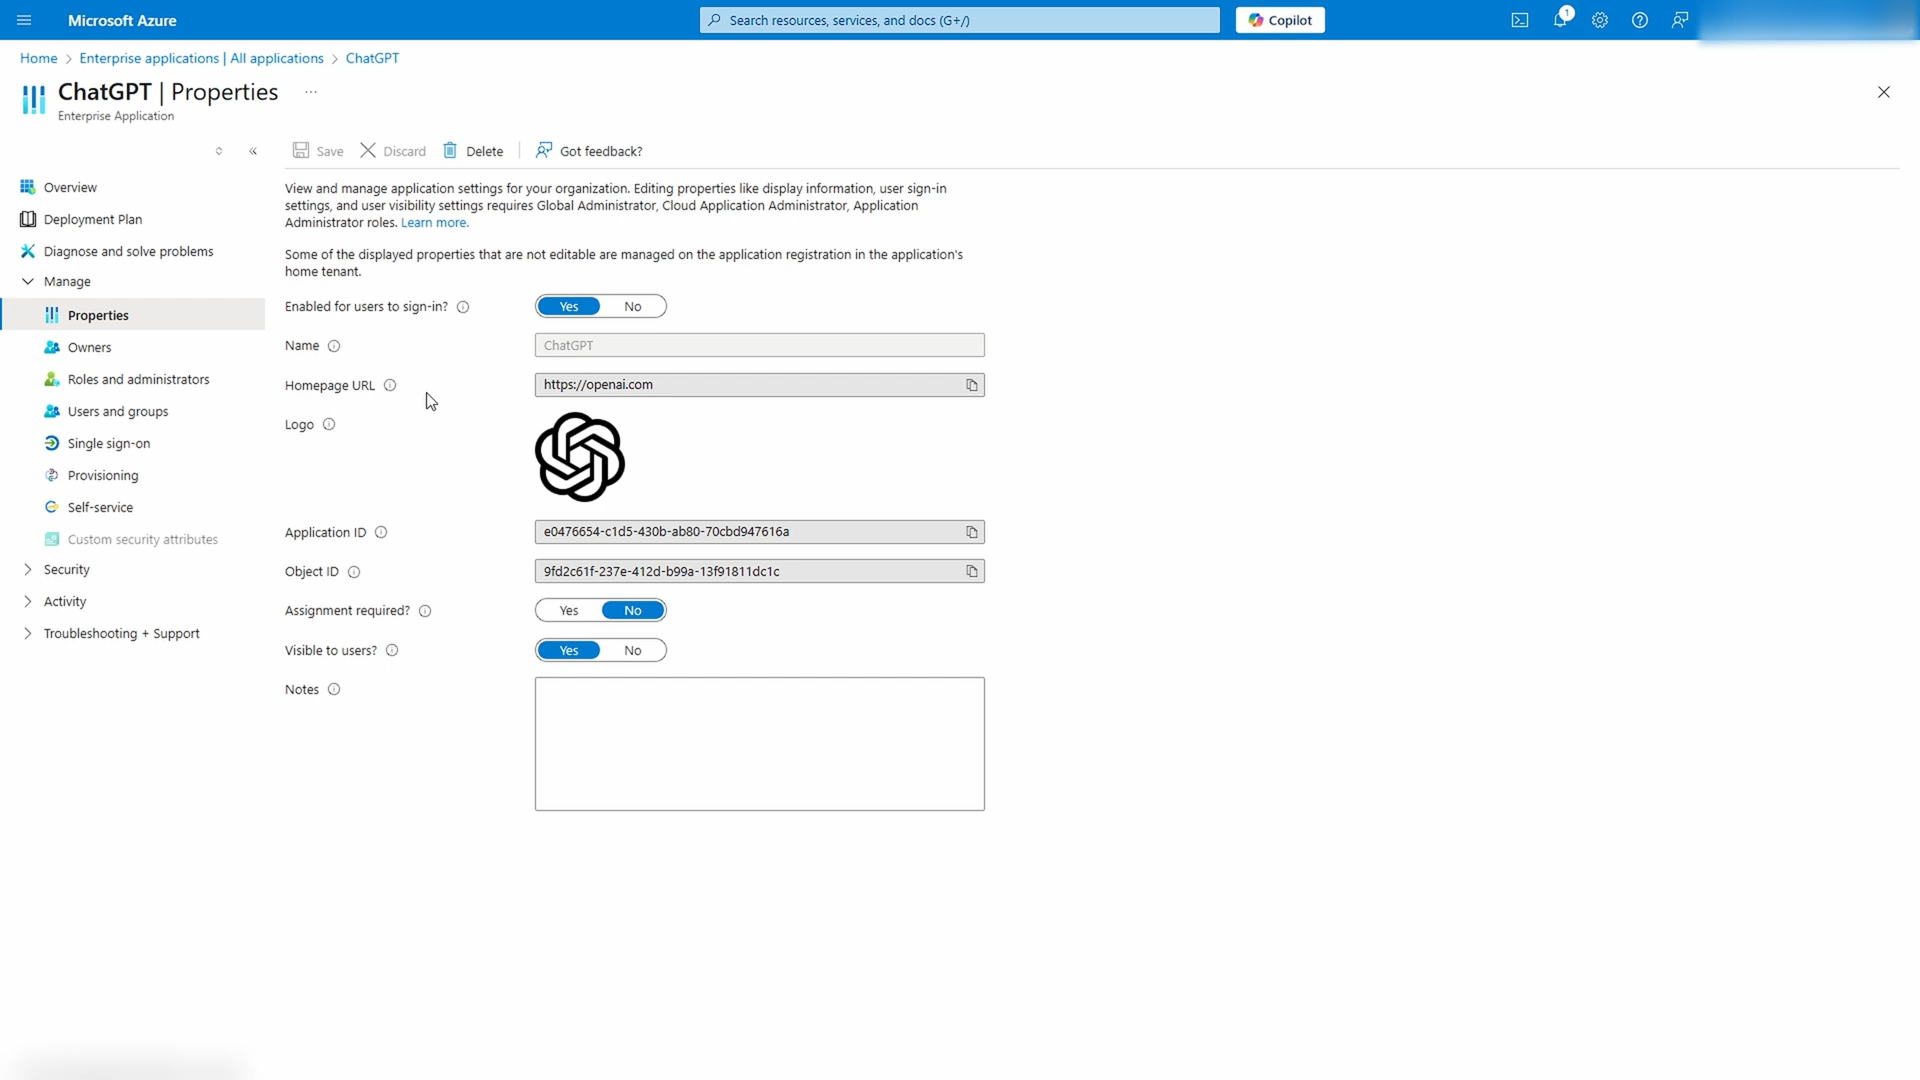 Microsoft Azure
Search resources, services, and docs (G+/)
Copilot
1
Home > Enterprise applications | All applications > ChatGPT
ChatGPT | Properties ...
Enterprise Application
Save
Discard
Delete
Got feedback?
Overview
Deployment Plan
Diagnose and solve problems
Manage
Properties
Owners
Roles and administrators
Users and groups
Single sign-on
Provisioning
Self-service
Custom security attributes
Security
Activity
Troubleshooting + Support
View and manage application settings for your organization. Editing properties like display information, user sign-in
settings, and user visibility settings requires Global Administrator, Cloud Application Administrator, Application
Administrator roles. Learn more.
Some of the displayed properties that are not editable are managed on the application registration in the application's
home tenant.
Enabled for users to sign-in? Yes No
Name ChatGPT
Homepage URL https://openai.com
Logo
Application ID e0476654-c1d5-430b-ab80-70cbd947616a
Object ID 9fd2c61f-237e-412d-b99a-13f91811dc1c
Assignment required? Yes No
Visible to users? Yes No
Notes